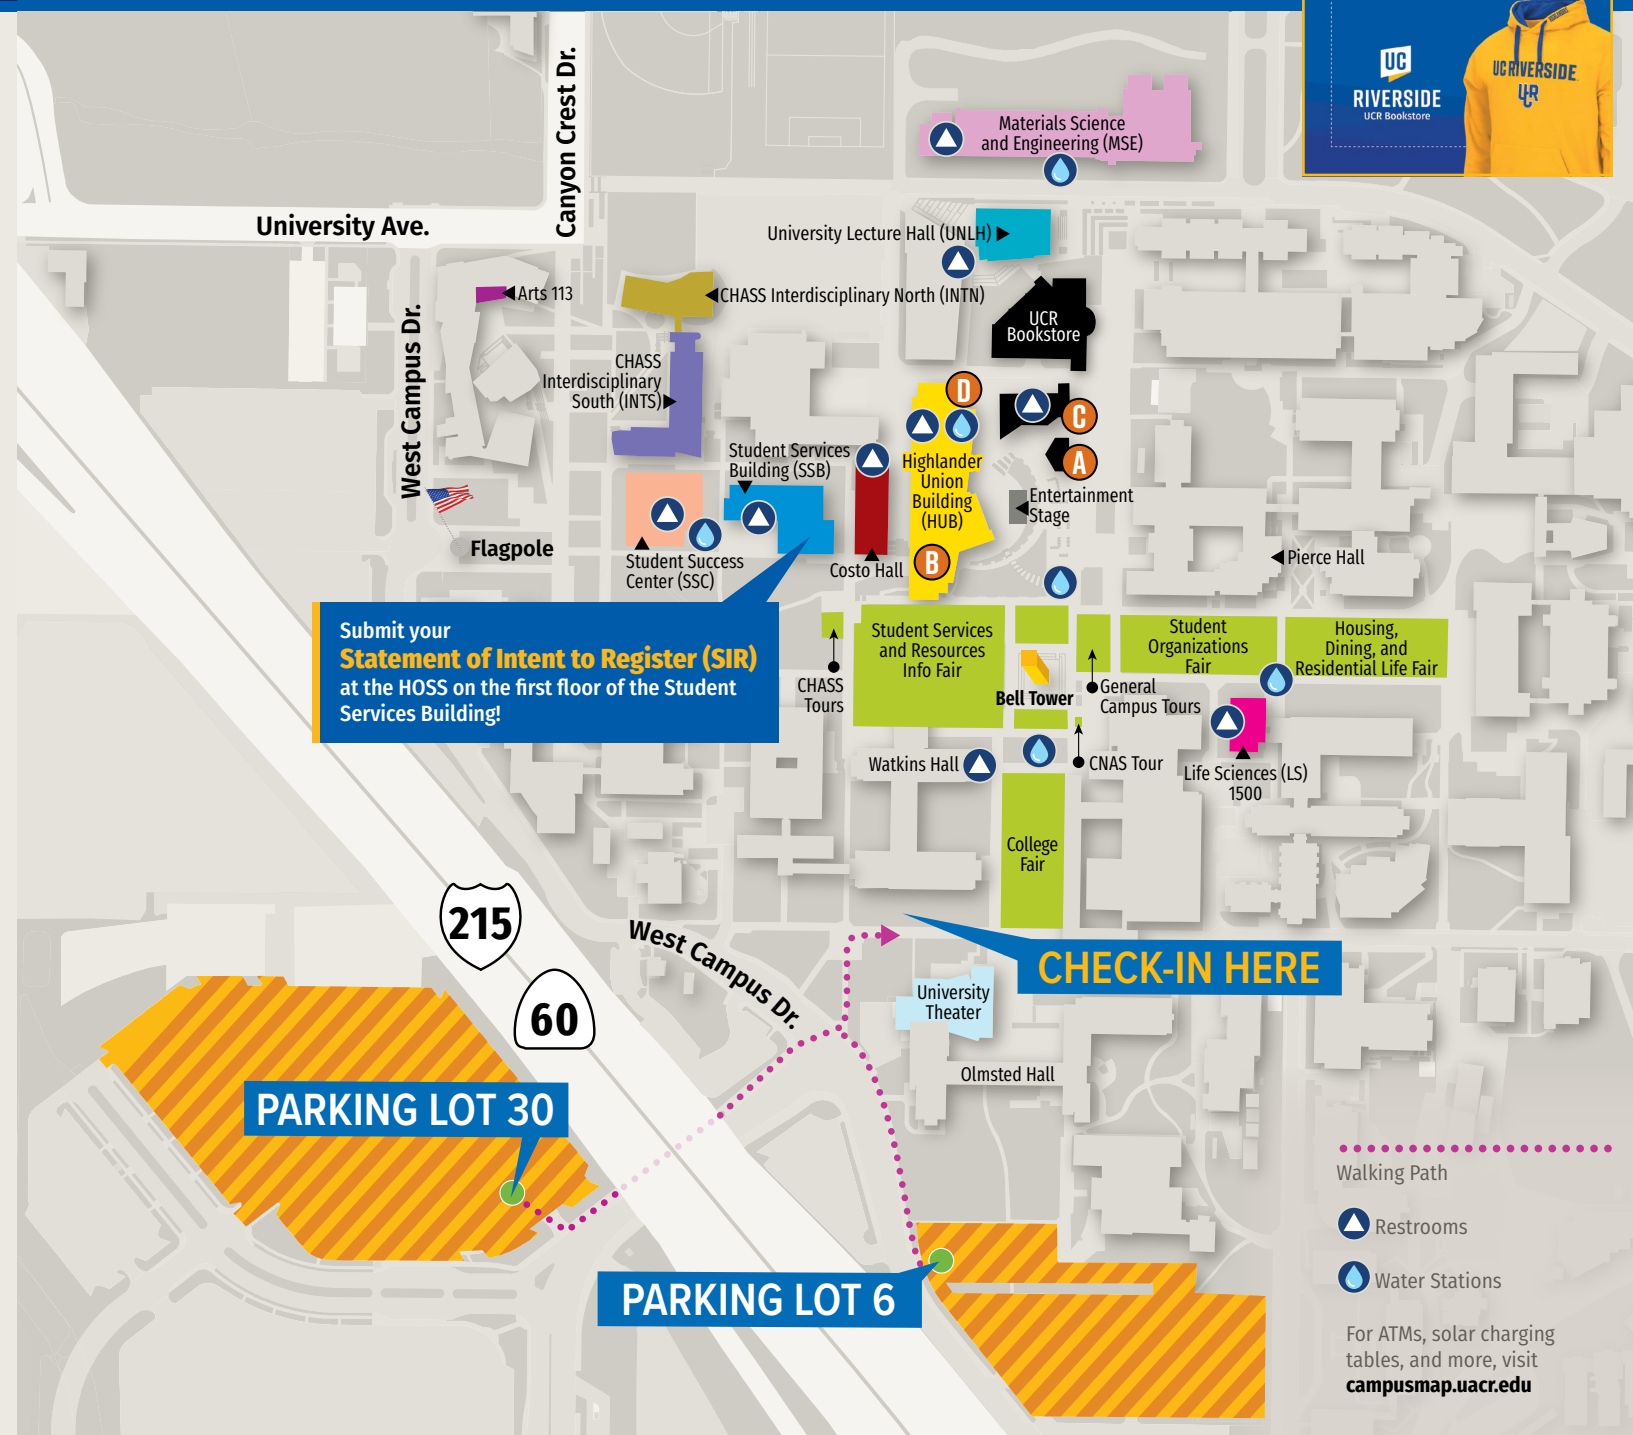 UC
RIVERSIDE
UCR Bookstore
UC RIVERSIDE
UCR
Canyon Crest Dr.
University Ave.
West Campus Dr.
Materials Science
and Engineering (MSE)
University Lecture Hall (UNLH)
Arts 113
CHASS Interdisciplinary North (INTN)
UCR
Bookstore
CHASS
Interdisciplinary
South (INTS)
D
C
A
Student Services
Building (SSB)
Highlander
Union
Building
(HUB)
B
Entertainment
Stage
Flagpole
Student Success
Center (SSC)
Costo Hall
Pierce Hall
Submit your
Statement of Intent to Register (SIR)
at the HOSS on the first floor of the Student
Services Building!
CHASS
Tours
Student Services
and Resources
Info Fair
Bell Tower
General
Campus Tours
Student
Organizations
Fair
Housing,
Dining, and
Residential Life Fair
Watkins Hall
CNAS Tour
Life Sciences (LS)
1500
College
Fair
215
60
West Campus Dr.
CHECK-IN HERE
University
Theater
Olmsted Hall
PARKING LOT 30
PARKING LOT 6
Walking Path
Restrooms
Water Stations
For ATMs, solar charging
tables, and more, visit
campusmap.uacr.edu